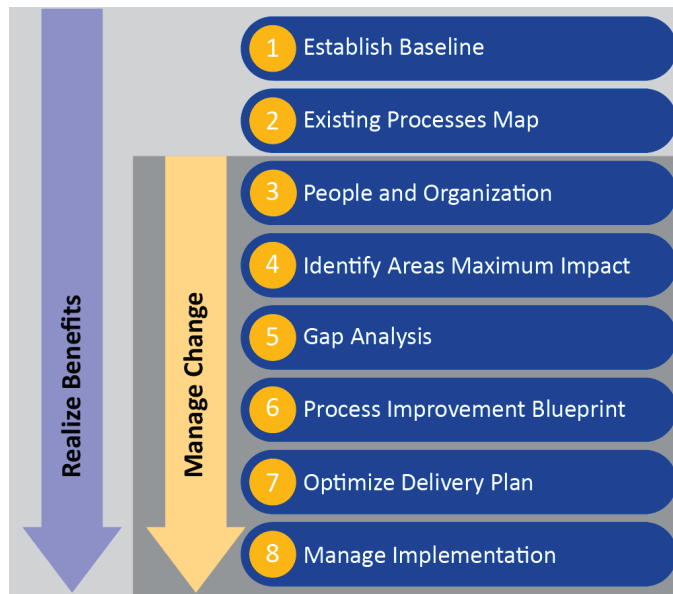 1 Establish Baseline
2 Existing Processes Map
3 People and Organization
4 Identify Areas Maximum Impact
5 Gap Analysis
6 Process Improvement Blueprint
7 Optimize Delivery Plan
8 Manage Implementation
Realize Benefits
Manage Change